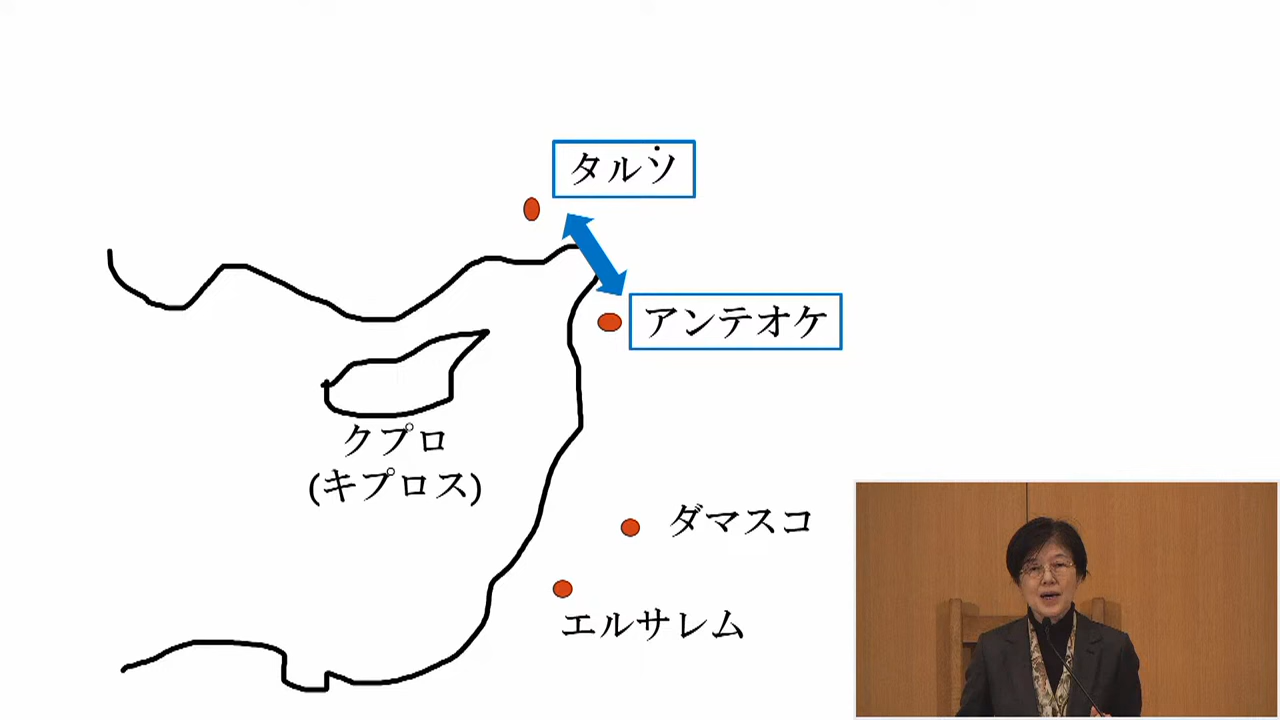 タルソ
アンテオケ
クプロ
(キプロス)
ダマスコ
エルサレム